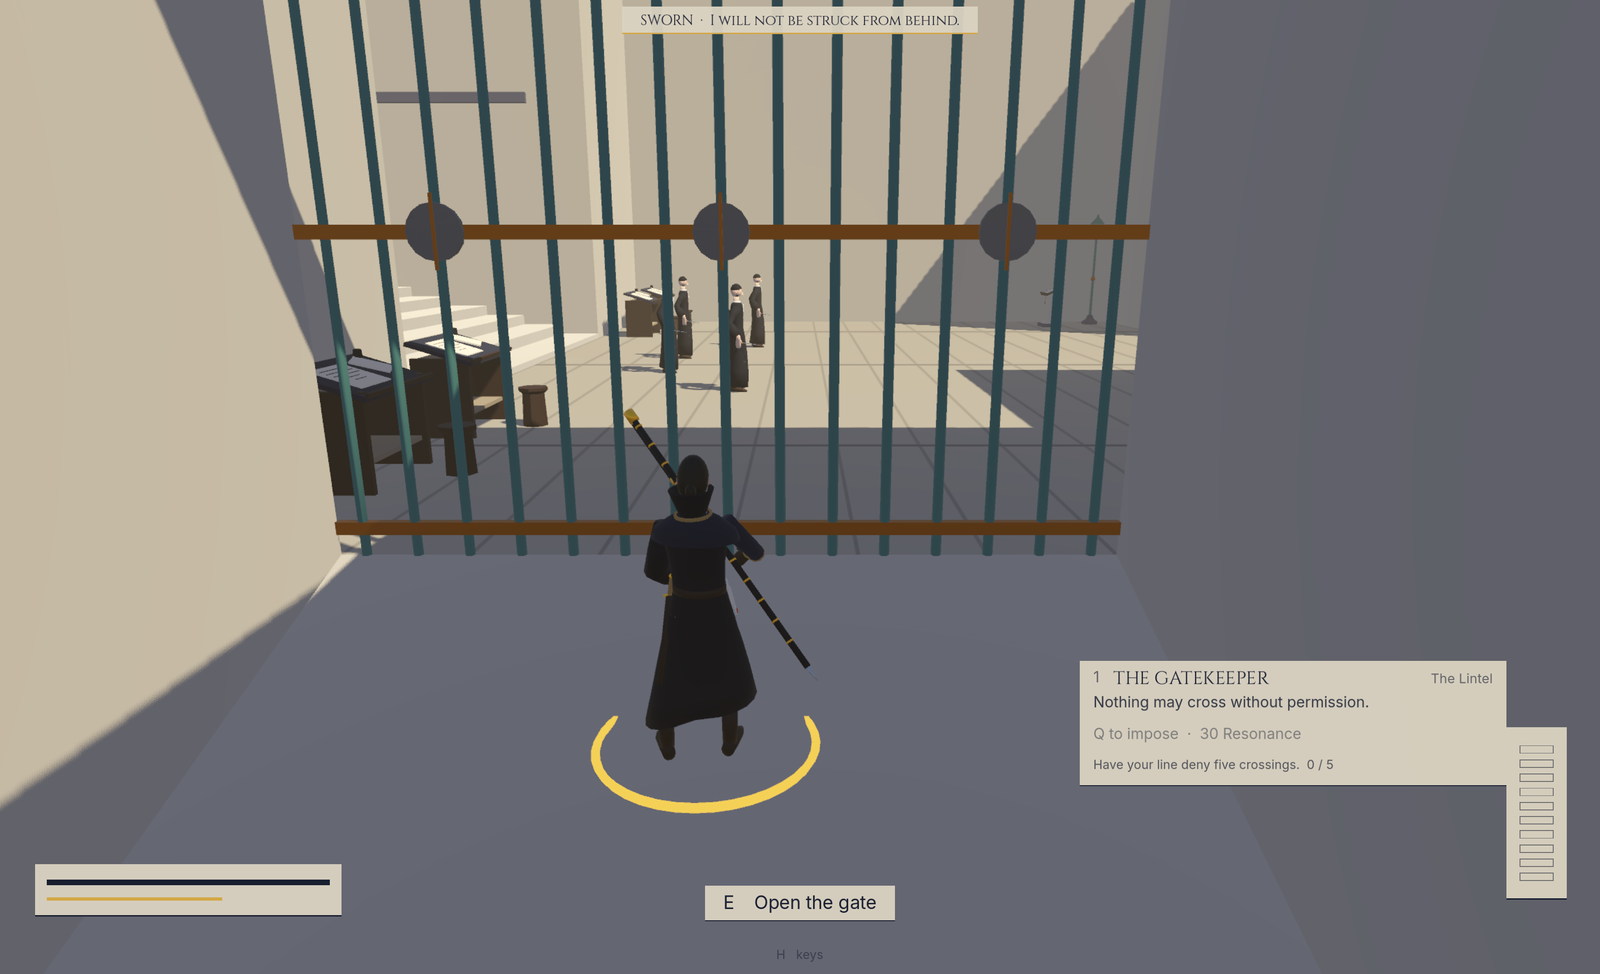 SWORN · I WILL NOT BE STRUCK FROM BEHIND.
1 THE GATEKEEPER The Lintel
Nothing may cross without permission.
Q to impose · 30 Resonance
Have your line deny five crossings. 0 / 5
E Open the gate
H keys